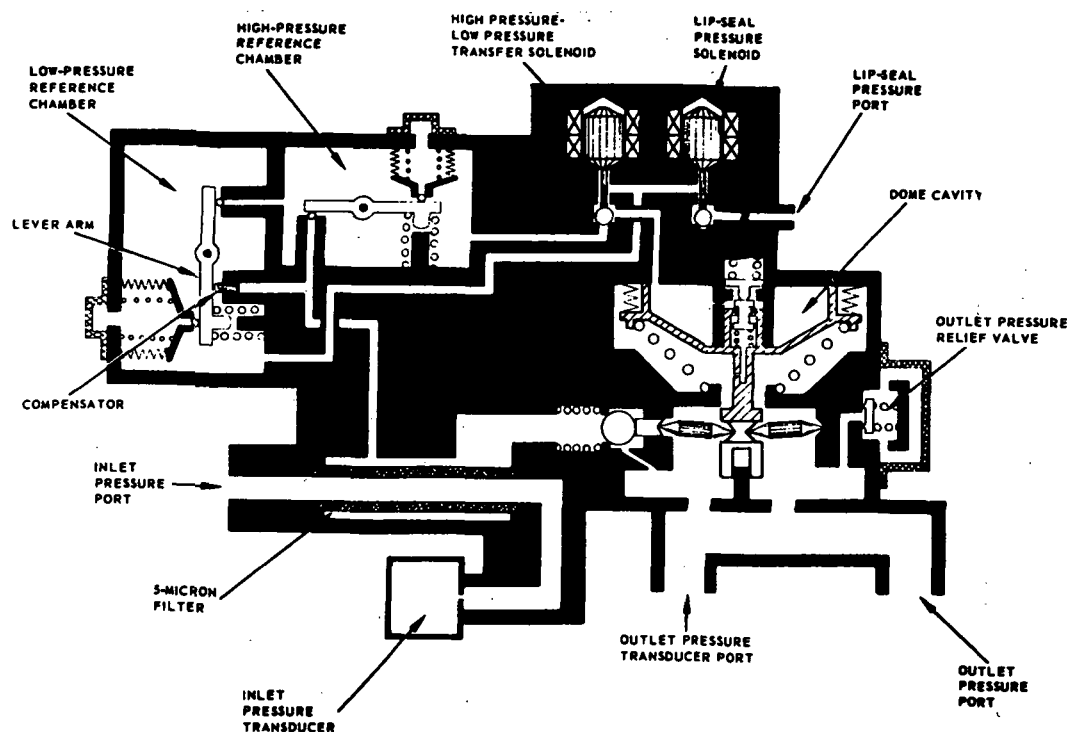 HIGH PRESSURE-
LOW PRESSURE
TRANSFER SOLENOID
LIP-SEAL
PRESSURE
SOLENOID
HIGH-PRESSURE
REFERENCE
CHAMBER
LOW-PRESSURE
REFERENCE
CHAMBER
LIP-SEAL
PRESSURE
PORT
DOME CAVITY
LEVER ARM
OUTLET PRESSURE
RELIEF VALVE
COMPENSATOR
INLET
PRESSURE
PORT
5-MICRON
FILTER
OUTLET PRESSURE
TRANSDUCER PORT
OUTLET
PRESSURE
PORT
INLET
PRESSURE
TRANSDUCER